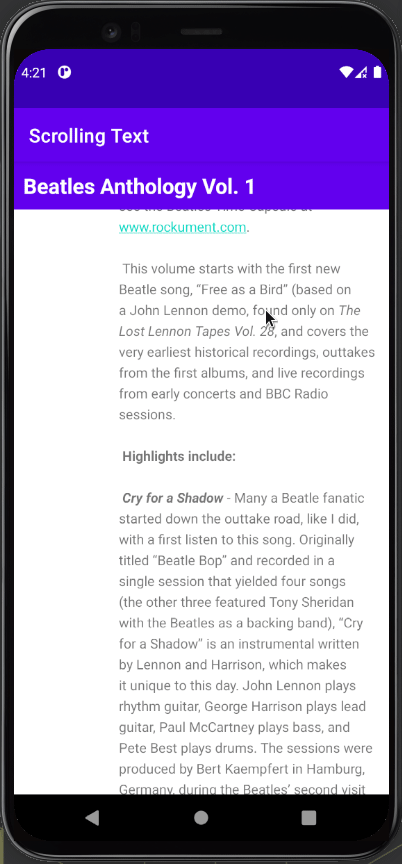 4:21
Scrolling Text
Beatles Anthology Vol. 1
see the Beatles Time Capsule at
www.rockument.com.
This volume starts with the first new
Beatle song, “Free as a Bird” (based on
a John Lennon demo, found only on The
Lost Lennon Tapes Vol. 28, and covers the
very earliest historical recordings, outtakes
from the first albums, and live recordings
from early concerts and BBC Radio
sessions.
Highlights include:
Cry for a Shadow - Many a Beatle fanatic
started down the outtake road, like I did,
with a first listen to this song. Originally
titled “Beatle Bop” and recorded in a
single session that yielded four songs
(the other three featured Tony Sheridan
with the Beatles as a backing band), “Cry
for a Shadow” is an instrumental written
by Lennon and Harrison, which makes
it unique to this day. John Lennon plays
rhythm guitar, George Harrison plays lead
guitar, Paul McCartney plays bass, and
Pete Best plays drums. The sessions were
produced by Bert Kaempfert in Hamburg,
Germany, during the Beatles’ second visit